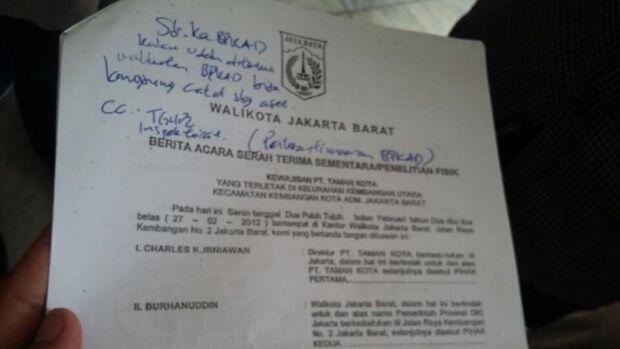 Sdr. Ka BPKAD
kalau udah diterima
walikota BPKAD bisa
langsung catat sbg aset.
CC. : TGUPP
Inspektorat.
JAYA RAYA
WALIKOTA JAKARTA BARAT
BERITA ACARA SERAH TERIMA SEMENTARA/PENELITIAN FISIK
KEWAJIBAN PT. TAMAN KOTA
YANG TERLETAK DI KELURAHAN KEMBANGAN UTARA
KECAMATAN KEMBANGAN KOTA ADM. JAKARTA BARAT
Pada hari ini Senin tanggal Dua Puluh Tujuh bulan Februari tahun Dua ribu dua
belas ( 27 – 02 – 2012 ) bertempat di Kantor Walikota Jakarta Barat, Jalan Raya
Kembangan No. 2 Jakarta Barat, kami yang bertanda tangan dibawah ini :
I. CHARLES KURNIAWAN
: Direktur PT. TAMAN KOTA berkedudukan di
Jakarta, dalam hal ini bertindak untuk dan atas
PT. TAMAN KOTA selanjutnya disebut PIHAK
PERTAMA.
II. BURHANUDDIN
: Walikota Jakarta Barat, dalam hal ini bertindak
untuk dan atas nama Pemerintah Provinsi DKI
Jakarta berkedudukan di Jalan Raya Kembangan
No. 2 Jakarta Barat, selanjutnya disebut PIHAK
KEDUA